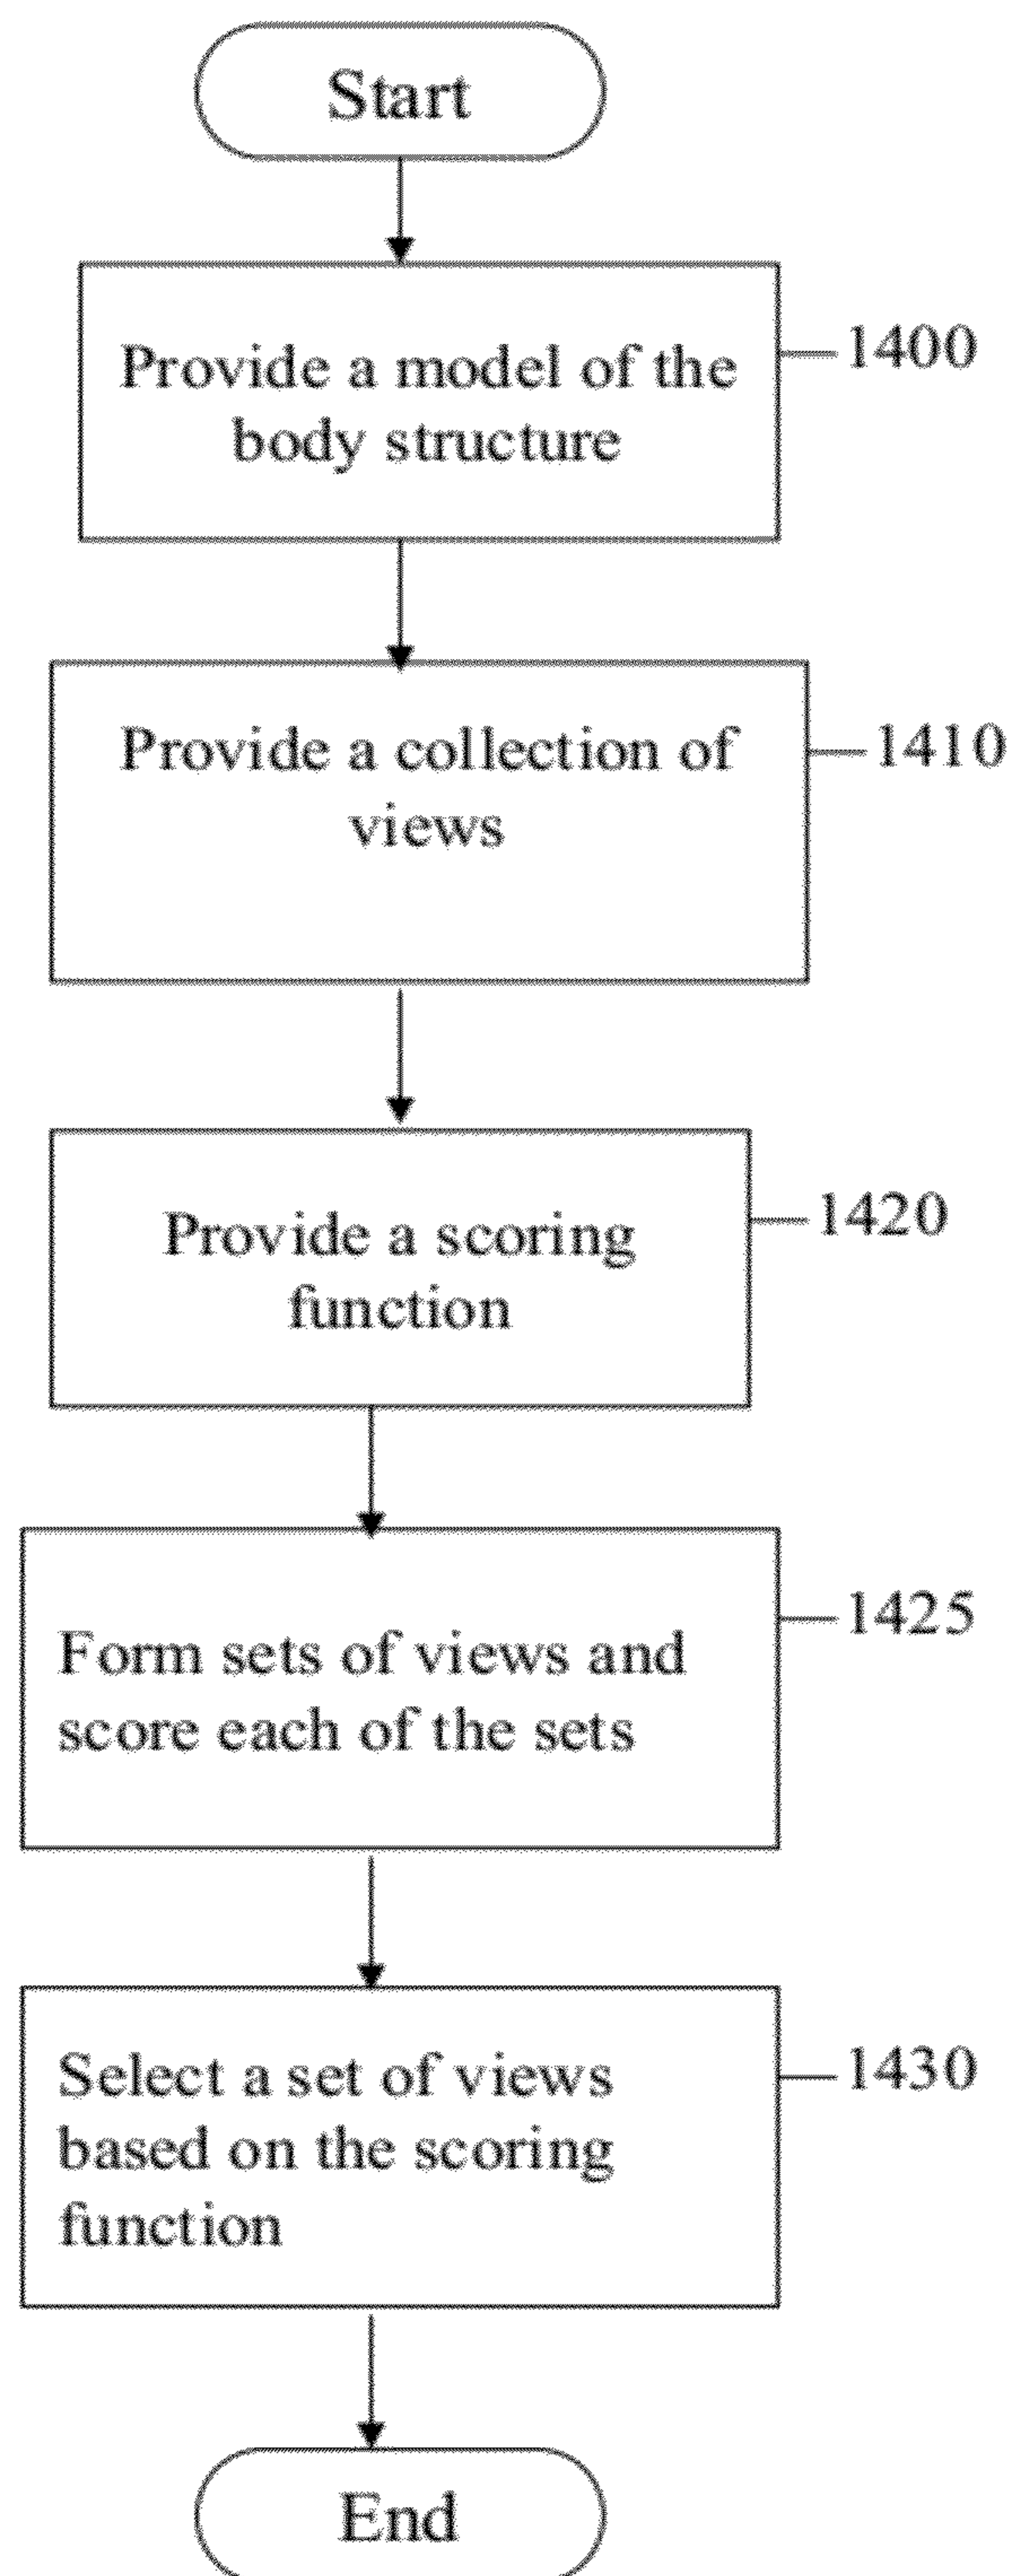 Start
Provide a model of the
body structure
1400
Provide a collection of
views
1410
Provide a scoring
function
1420
Form sets of views and
score each of the sets
1425
Select a set of views
based on the scoring
function
1430
End